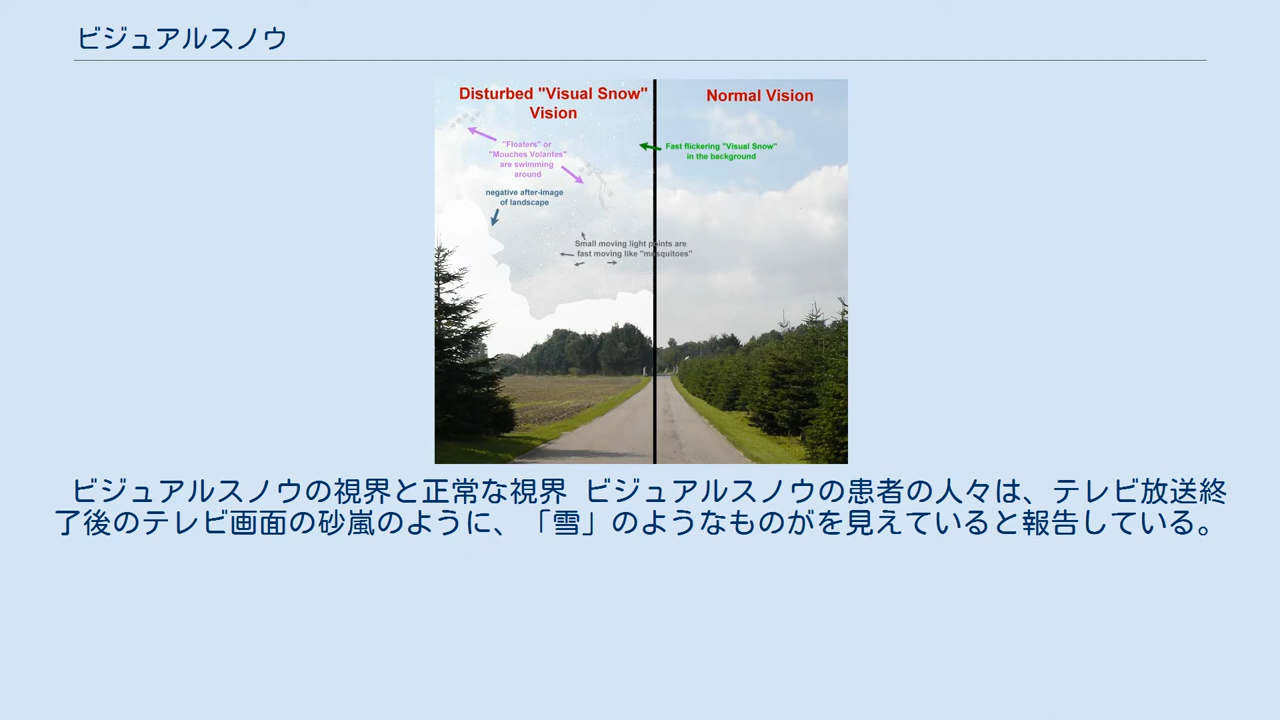 ビジュアルスノウ
Disturbed "Visual Snow"
Vision
Normal Vision
"Floaters" or
"Mouches Volantes"
are swimming
around
Fast flickering "Visual Snow"
in the background
negative after-image
of landscape
Small moving light points are
fast moving like "mesquitoes"
ビジュアルスノウの視界と正常な視界 ビジュアルスノウの患者の人々は、テレビ放送終
了後のテレビ画面の砂嵐のように、「雪」のようなものがを見えていると報告している。